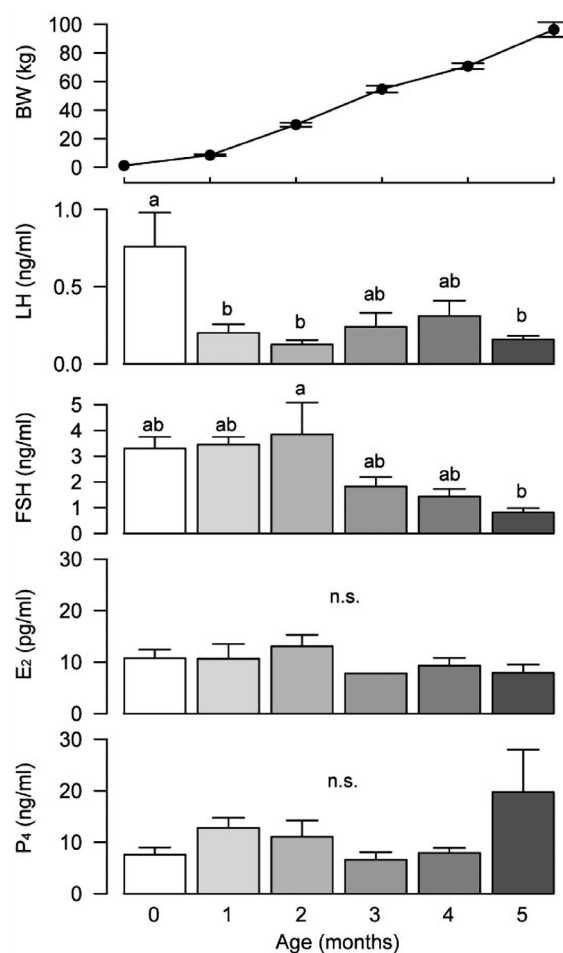 BW (kg)
100
80
60
40
20
0
LH (ng/ml)
1.0
0.5
0.0
a
b
b
ab
ab
b
FSH (ng/ml)
5
4
3
2
1
0
ab
ab
a
ab
ab
b
E₂ (pg/ml)
30
20
10
0
n.s.
P₄ (ng/ml)
30
20
10
0
n.s.
0 1 2 3 4 5
Age (months)